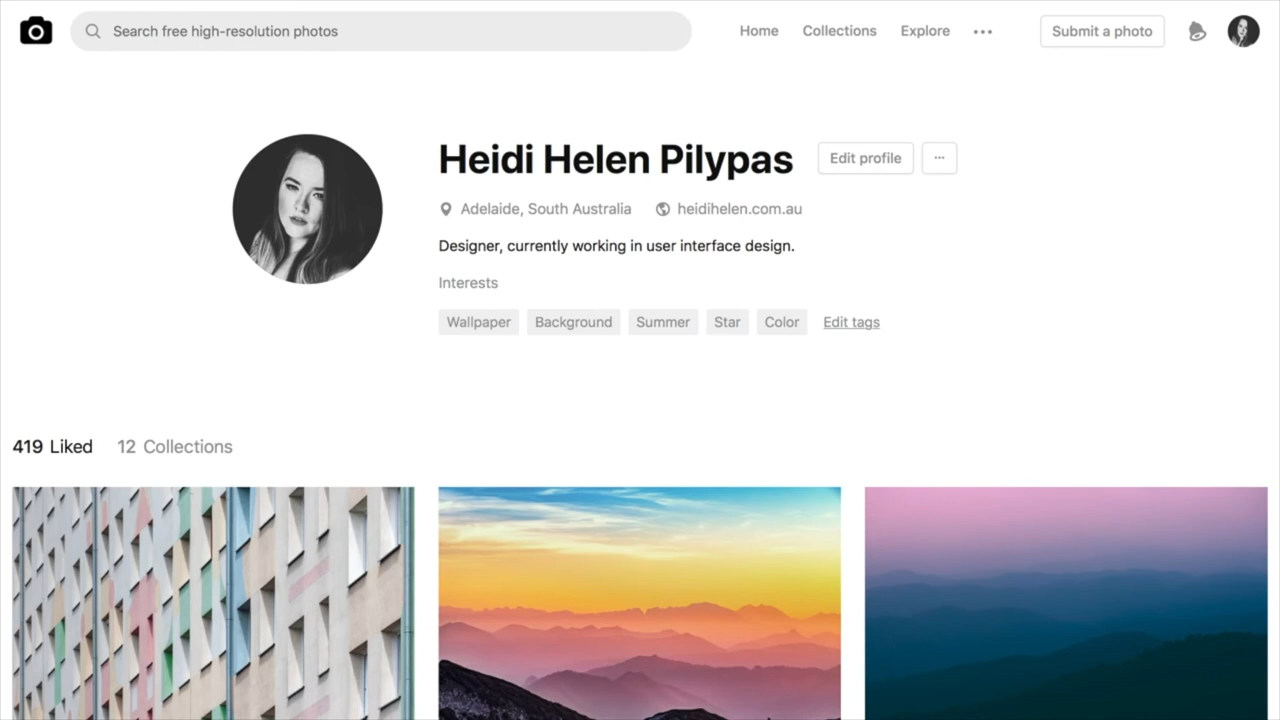 Search free high-resolution photos
Home Collections Explore ••• Submit a photo
Heidi Helen Pilypas Edit profile ...
Adelaide, South Australia heidihelen.com.au
Designer, currently working in user interface design.
Interests
Wallpaper Background Summer Star Color Edit tags
419 Liked 12 Collections